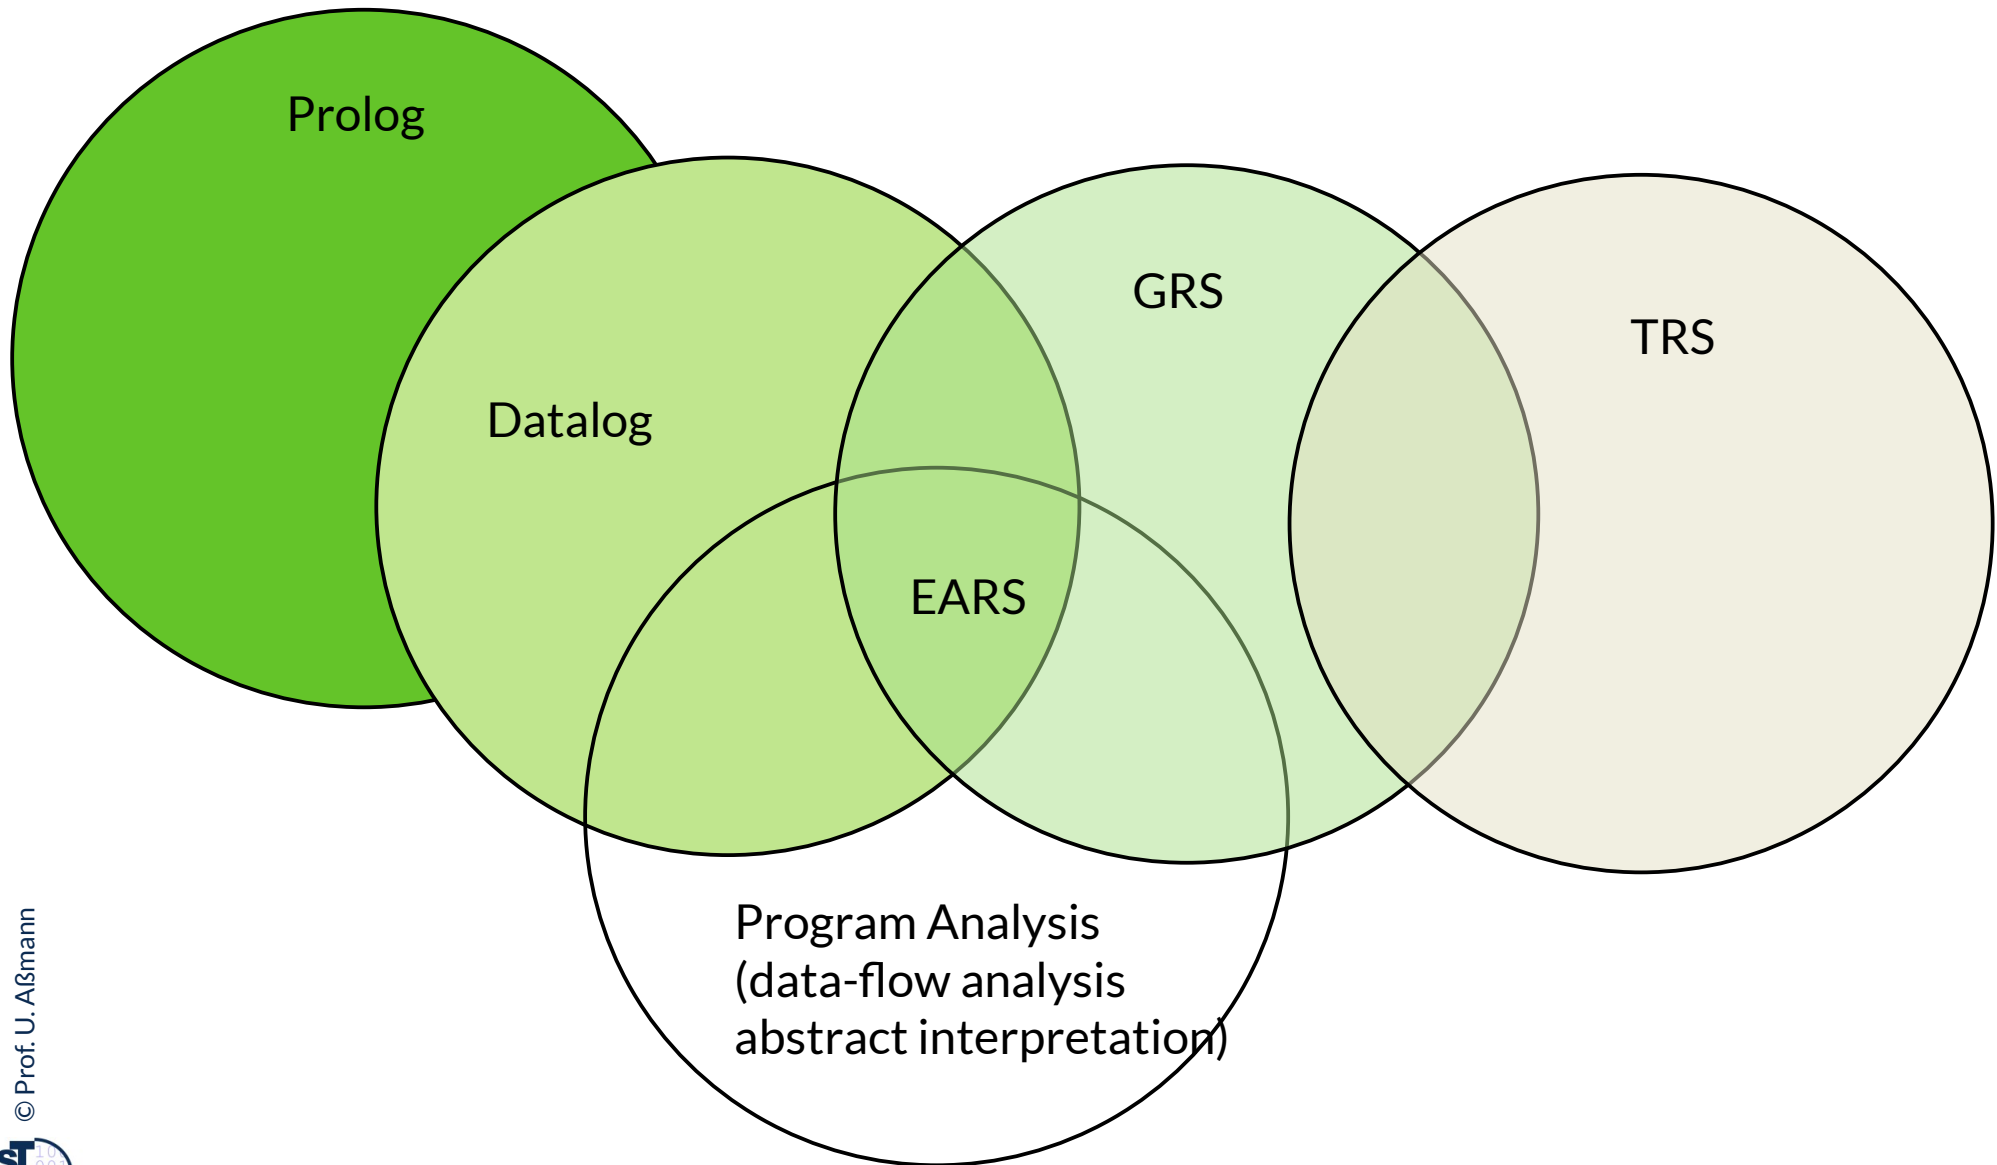 Prolog
GRS
TRS
Datalog
EARS
Program Analysis
(data-flow analysis
abstract interpretation)
© Prof. U. Aßmann